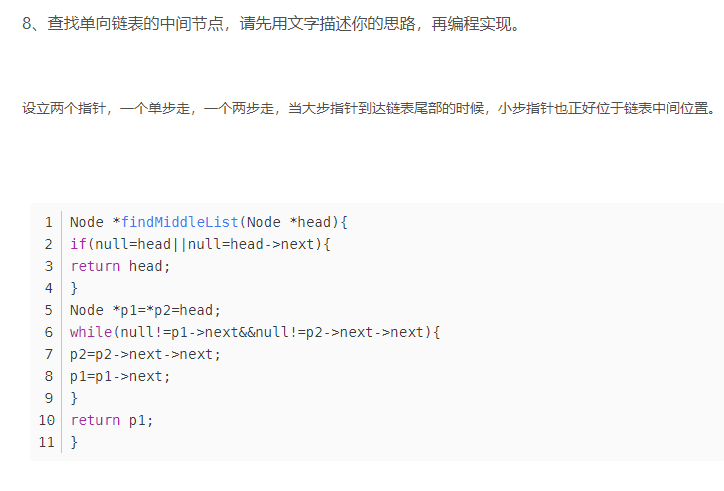 8、查找单向链表的中间节点，请先用文字描述你的思路，再编程实现。
设立两个指针，一个单步走，一个两步走，当大步指针到达链表尾部的时候，小步指针也正好位于链表中间位置。
1 Node *findMiddleList(Node *head){
2 if(null=head||null=head->next){
3 return head;
4 }
5 Node *p1=*p2=head;
6 while(null!=p1->next&&null!=p2->next->next){
7 p2=p2->next->next;
8 p1=p1->next;
9 }
10 return p1;
11 }